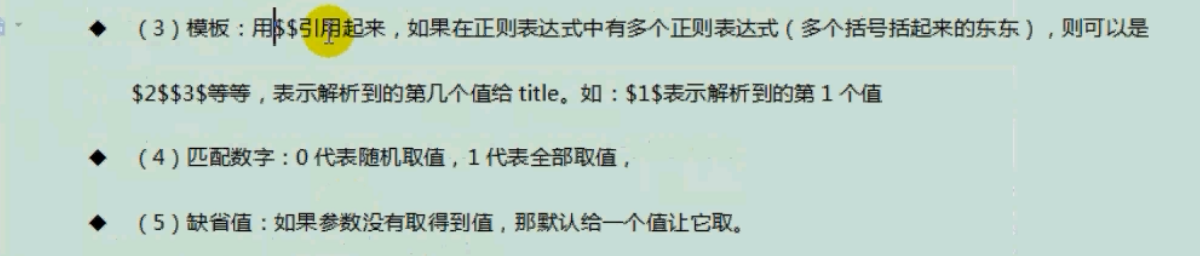 ◆ （3）模板：用$$引用起来，如果在正则表达式中有多个正则表达式（多个括号括起来的东东），则可以是
$2$$3$等等，表示解析到的第几个值给 title。如：$1$表示解析到的第 1 个值
◆ （4）匹配数字：0 代表随机取值，1 代表全部取值，
◆ （5）缺省值：如果参数没有取得到值，那默认给一个值让它取。